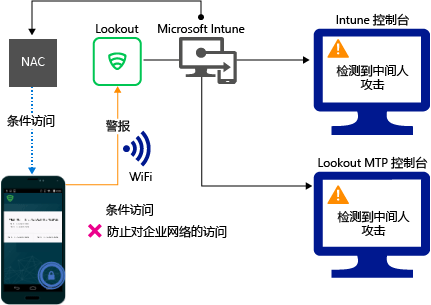 Lookout
Microsoft Intune
Intune 控制台
NAC
检测到中间人
攻击
条件访问
警报
WiFi
Lookout MTP 控制台
检测到中间人
攻击
条件访问
防止对企业网络的访问